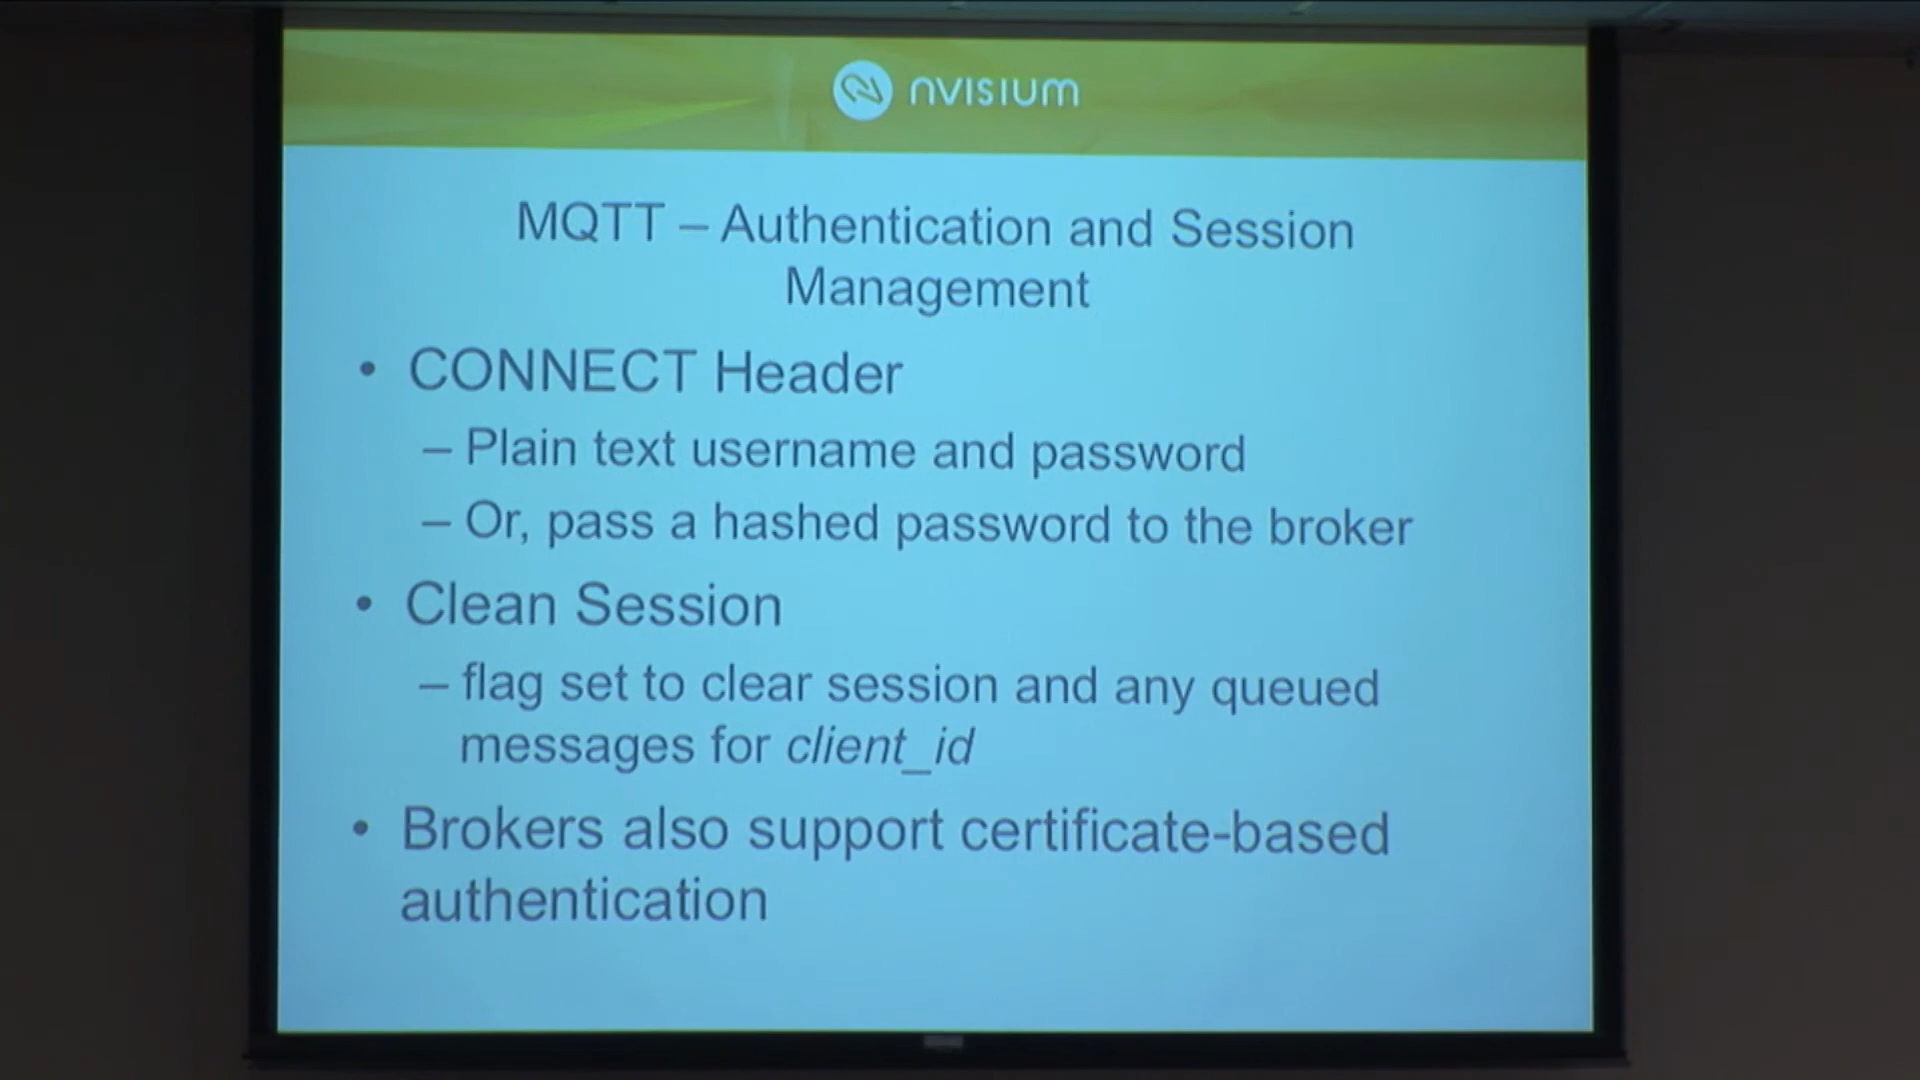 nVISIUM
MQTT – Authentication and Session
Management
• CONNECT Header
– Plain text username and password
– Or, pass a hashed password to the broker
• Clean Session
– flag set to clear session and any queued
messages for client_id
• Brokers also support certificate-based
authentication